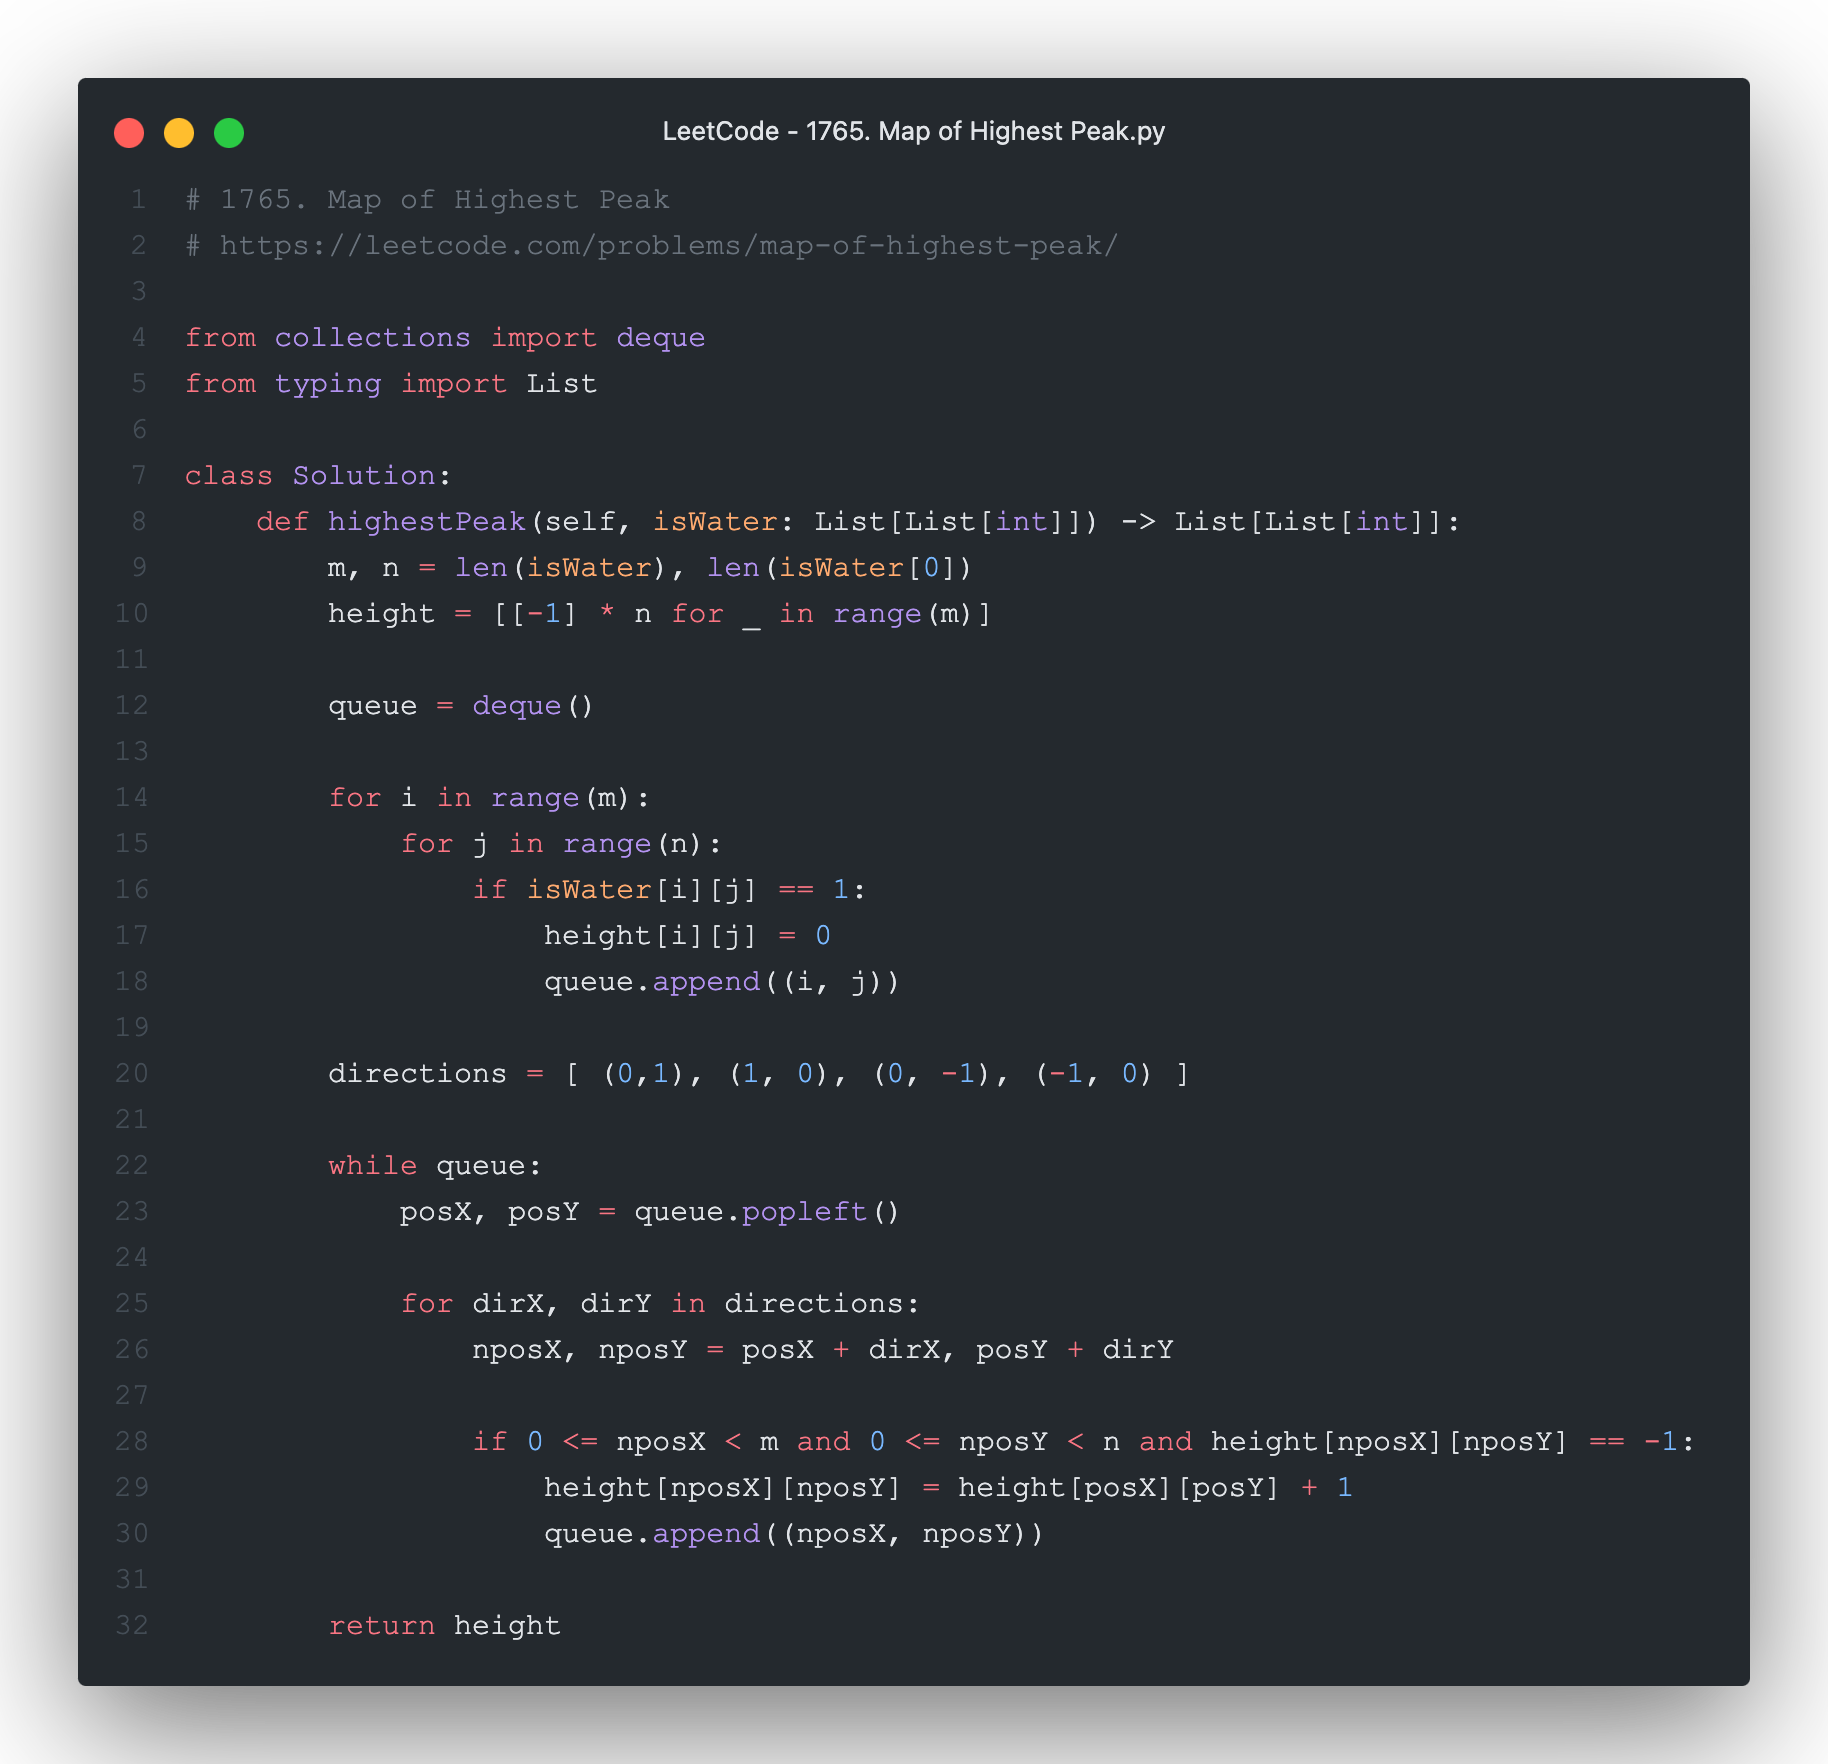 LeetCode - 1765. Map of Highest Peak.py
1 # 1765. Map of Highest Peak
2 # https://leetcode.com/problems/map-of-highest-peak/
3
4 from collections import deque
5 from typing import List
6
7 class Solution:
8     def highestPeak(self, isWater: List[List[int]]) -> List[List[int]]:
9         m, n = len(isWater), len(isWater[0])
10         height = [[-1] * n for _ in range(m)]
11
12         queue = deque()
13
14         for i in range(m):
15             for j in range(n):
16                 if isWater[i][j] == 1:
17                     height[i][j] = 0
18                     queue.append((i, j))
19
20         directions = [ (0,1), (1, 0), (0, -1), (-1, 0) ]
21
22         while queue:
23             posX, posY = queue.popleft()
24
25             for dirX, dirY in directions:
26                 nposX, nposY = posX + dirX, posY + dirY
27
28                 if 0 <= nposX < m and 0 <= nposY < n and height[nposX][nposY] == -1:
29                     height[nposX][nposY] = height[posX][posY] + 1
30                     queue.append((nposX, nposY))
31
32         return height